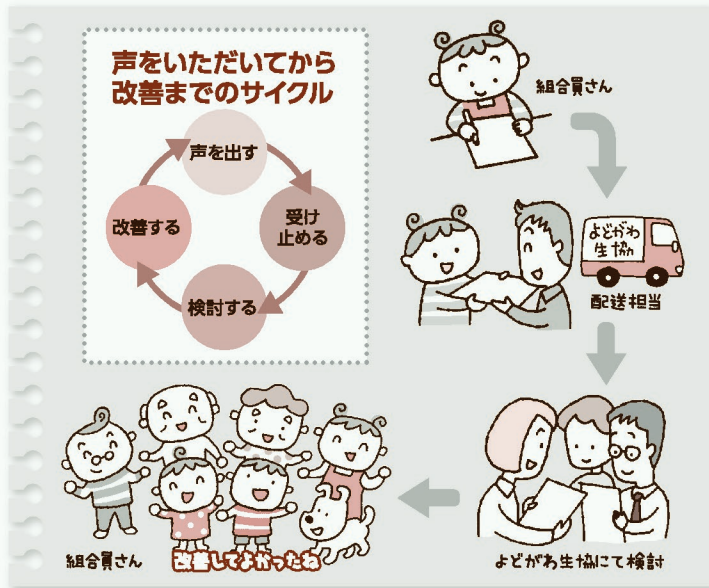 声をいただいてから
改善までのサイクル
声を出す
受け
止める
検討する
改善する
組合員さん
よどがわ
生協
配送担当
よどがわ生協にて検討
組合員さん
改善してよかったね